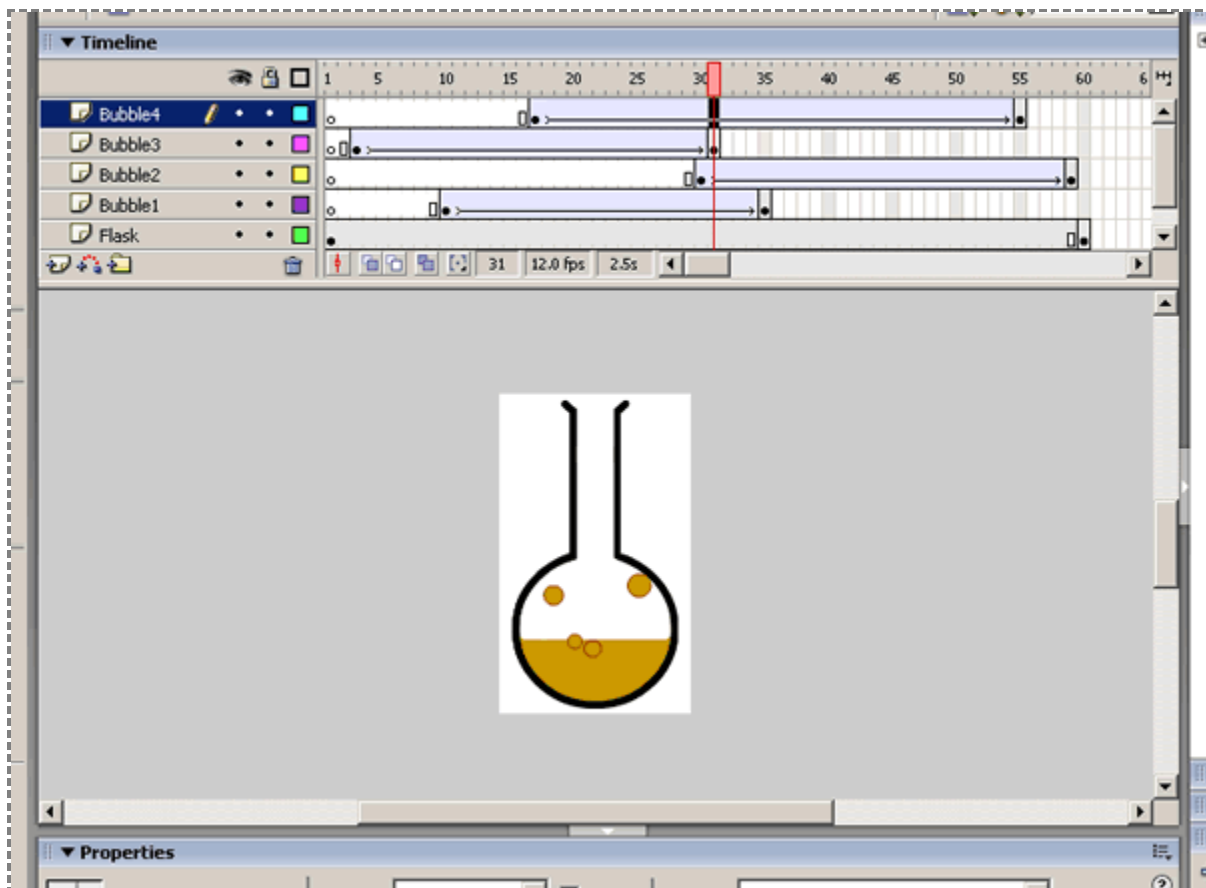 Timeline
1 5 10 15 20 25 30 35 40 45 50 55 60 6
Bubble4
Bubble3
Bubble2
Bubble1
Flask
31 12.0 fps 2.5s
Properties